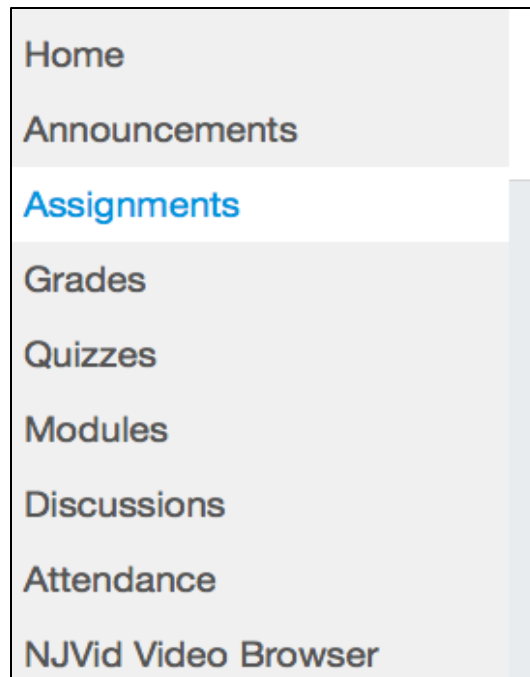 Home
Announcements
Assignments
Grades
Quizzes
Modules
Discussions
Attendance
NJVid Video Browser